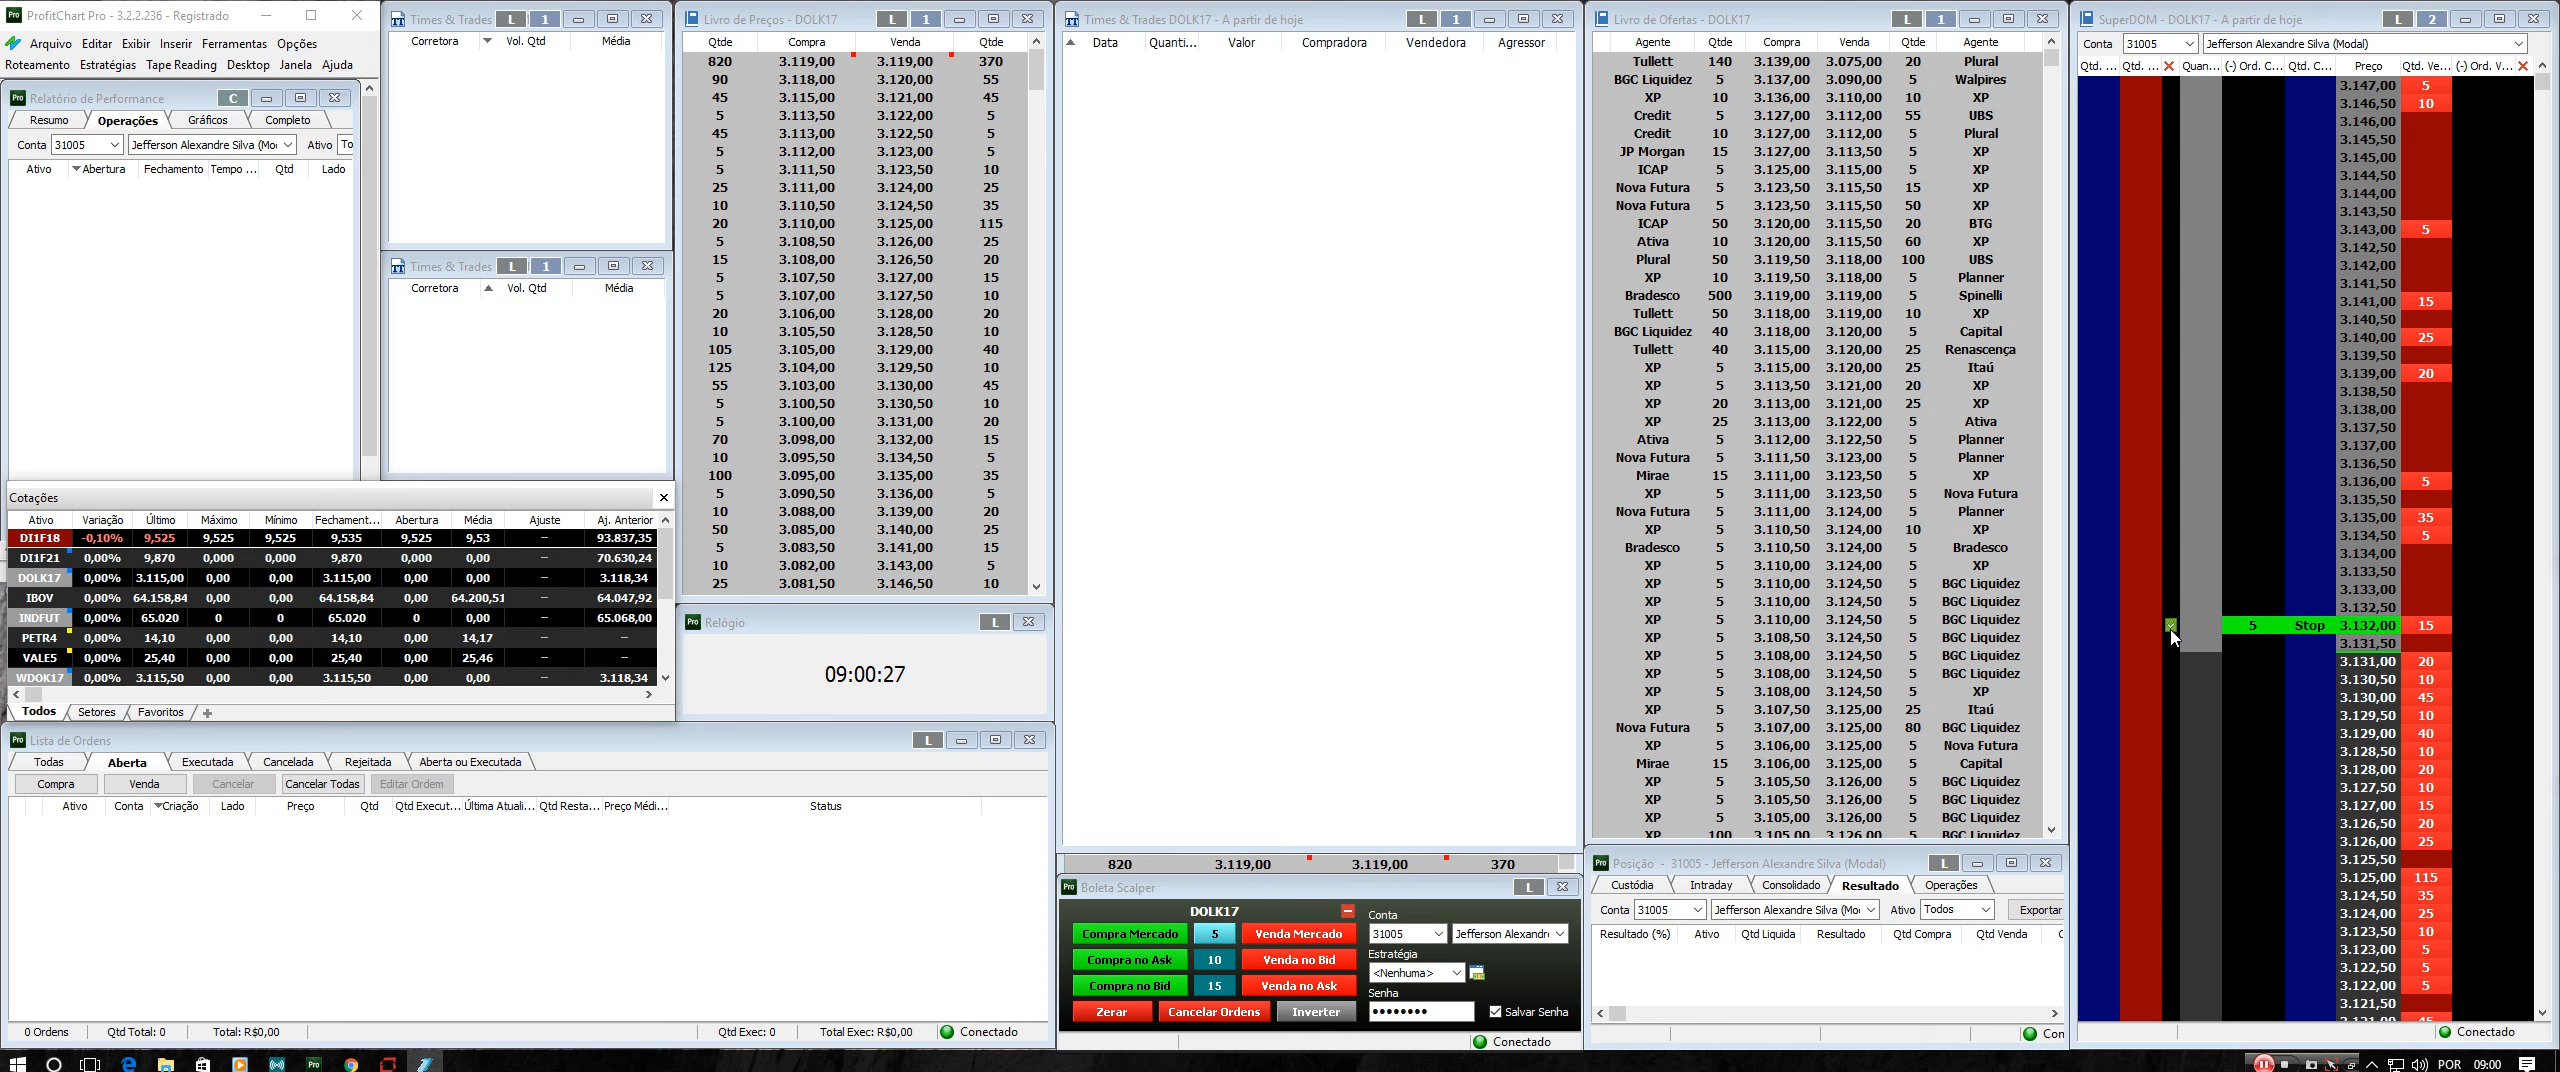 ProfitChart Pro - 3.2.2.236 - Registrado
Arquivo Editar Exibir Inserir Ferramentas Opções
Roteamento Estratégias Tape Reading Desktop Janela Ajuda
Relatório de Performance C
Resumo Operações Gráficos Completo
Conta 31005 Jefferson Alexandre Silva (Mo Ativo To
Ativo Abertura Fechamento Tempo ... Qtd Lado
Times & Trades L 1
Corretora Vol. Qtd Média
Times & Trades L 1
Corretora Vol. Qtd Média
Cotações
Ativo Variação Último Máximo Mínimo Fechament... Abertura Média Ajuste Aj. Anterior
DI1F18 -0,10% 9,525 9,525 9,525 9,535 9,525 9,53 – 93.837,35
DI1F21 0,00% 9,870 0,000 0,000 9,870 0,000 0,00 – 70.630,24
DOLK17 0,00% 3.115,00 0,00 0,00 3.115,00 0,00 0,00 – 3.118,34
IBOV 0,00% 64.158,84 0,00 0,00 64.158,84 0,00 64.200,51 – 64.047,92
INDFUT 0,00% 65.020 0 0 65.020 0 0,00 – 65.068,00
PETR4 0,00% 14,10 0,00 0,00 14,10 0,00 14,17 – –
VALE5 0,00% 25,40 0,00 0,00 25,40 0,00 25,46 – –
WDOK17 0,00% 3.115,50 0,00 0,00 3.115,50 0,00 0,00 – 3.118,34
Todos Setores Favoritos
Livro de Preços - DOLK17 L 1
Qtde Compra Venda Qtde
820 3.119,00 3.119,00 370
90 3.118,00 3.120,00 55
45 3.115,00 3.121,00 45
5 3.113,50 3.122,00 5
45 3.113,00 3.122,50 5
5 3.112,00 3.123,00 5
5 3.111,50 3.123,50 10
25 3.111,00 3.124,00 25
10 3.110,50 3.124,50 35
20 3.110,00 3.125,00 115
5 3.108,50 3.126,00 25
15 3.108,00 3.126,50 20
5 3.107,50 3.127,00 15
5 3.107,00 3.127,50 10
20 3.106,00 3.128,00 20
10 3.105,50 3.128,50 10
105 3.105,00 3.129,00 40
125 3.104,00 3.129,50 10
55 3.103,00 3.130,00 45
5 3.100,50 3.130,50 10
5 3.100,00 3.131,00 20
70 3.098,00 3.132,00 15
10 3.095,50 3.134,50 5
100 3.095,00 3.135,00 35
5 3.090,50 3.136,00 5
10 3.088,00 3.139,00 20
50 3.085,00 3.140,00 25
5 3.083,50 3.141,00 15
10 3.082,00 3.143,00 5
25 3.081,50 3.146,50 10
Relógio L
09:00:27
Lista de Ordens L
Todas Aberta Executada Cancelada Rejeitada Aberta ou Executada
Compra Venda Cancelar Cancelar Todas Editar Ordem
Ativo Conta Criação Lado Preço Qtd Qtd Execut... Última Atuali... Qtd Resta... Preço Médi... Status
0 Ordens Qtd Total: 0 Total: R$0,00 Qtd Exec: 0 Total Exec: R$0,00 Conectado
Times & Trades DOLK17 - A partir de hoje L 1
Data Quanti... Valor Compradora Vendedora Agressor
820 3.119,00 3.119,00 370
Boleta Scalper L
DOLK17 Conta
Compra Mercado 5 Venda Mercado 31005 Jefferson Alexandr
Compra no Ask 10 Venda no Bid Estratégia
<Nenhuma>
Compra no Bid 15 Venda no Ask Senha
Zerar Cancelar Ordens Inverter •••••••• Salvar Senha
Conectado
Livro de Ofertas - DOLK17 L 1
Agente Qtde Compra Venda Qtde Agente
Tullett 140 3.139,00 3.075,00 20 Plural
BGC Liquidez 5 3.137,00 3.090,00 5 Walpires
XP 10 3.136,00 3.110,00 10 XP
Credit 5 3.127,00 3.112,00 55 UBS
Credit 10 3.127,00 3.112,00 5 Plural
JP Morgan 15 3.127,00 3.113,50 5 XP
ICAP 5 3.125,00 3.115,00 5 XP
Nova Futura 5 3.123,50 3.115,50 15 XP
Nova Futura 5 3.123,00 3.115,50 50 XP
ICAP 50 3.120,00 3.115,50 20 BTG
Ativa 10 3.120,00 3.115,50 60 XP
Plural 50 3.119,50 3.118,00 100 UBS
XP 10 3.119,50 3.118,00 5 Planner
Bradesco 500 3.119,00 3.119,00 5 Spinelli
Tullett 50 3.118,00 3.119,00 10 XP
BGC Liquidez 40 3.118,00 3.120,00 5 Capital
Tullett 40 3.115,00 3.120,00 25 Renascença
XP 5 3.115,00 3.120,00 25 Itaú
XP 5 3.113,50 3.121,00 20 XP
XP 20 3.113,00 3.121,00 25 XP
XP 25 3.113,00 3.122,00 5 Ativa
Ativa 5 3.112,00 3.122,50 5 Planner
Nova Futura 5 3.111,50 3.123,00 5 Planner
Mirae 15 3.111,00 3.123,50 5 XP
XP 5 3.111,00 3.123,50 5 Nova Futura
Nova Futura 5 3.111,00 3.124,00 5 Planner
XP 5 3.110,50 3.124,00 10 XP
Bradesco 5 3.110,50 3.124,00 5 Bradesco
XP 5 3.110,00 3.124,00 5 XP
XP 5 3.110,00 3.124,50 5 BGC Liquidez
XP 5 3.110,00 3.124,50 5 BGC Liquidez
XP 5 3.110,00 3.124,50 5 BGC Liquidez
XP 5 3.108,50 3.124,50 5 BGC Liquidez
XP 5 3.108,00 3.124,50 5 BGC Liquidez
XP 5 3.108,00 3.124,50 5 BGC Liquidez
XP 5 3.108,00 3.124,50 5 XP
XP 5 3.107,50 3.125,00 25 Itaú
Nova Futura 5 3.107,00 3.125,00 80 BGC Liquidez
XP 5 3.106,00 3.125,00 5 Nova Futura
Mirae 15 3.106,00 3.125,00 5 Capital
XP 5 3.105,50 3.126,00 5 BGC Liquidez
XP 5 3.105,50 3.126,00 5 BGC Liquidez
XP 5 3.105,00 3.126,00 5 BGC Liquidez
XP 100 3.105,00 3.126,00 5 BGC Liquidez
Posição - 31005 - Jefferson Alexandre Silva (Modal) L
Custódia Intraday Consolidado Resultado Operações
Conta 31005 Jefferson Alexandre Silva (Mo Ativo Todos Exportar
Resultado (%) Ativo Qtd Liquida Resultado Qtd Compra Qtd Venda C
Con
SuperDOM - DOLK17 - A partir de hoje L 2
Conta 31005 Jefferson Alexandre Silva (Modal)
Qtd. ... Qtd. ... Quan... (-) Ord. C... Qtd. C... Preço Qtd. Ve... (-) Ord. V...
3.147,00 5
3.146,50 10
3.146,00
3.145,50
3.145,00
3.144,50
3.144,00
3.143,50
3.143,00 5
3.142,50
3.142,00
3.141,50
3.141,00 15
3.140,50
3.140,00 25
3.139,50
3.139,00 20
3.138,50
3.138,00
3.137,50
3.137,00
3.136,50
3.136,00 5
3.135,50
3.135,00 35
3.134,50 5
3.134,00
3.133,50
3.133,00
3.132,50
5 Stop 3.132,00 15
3.131,50
3.131,00 20
3.130,50 10
3.130,00 45
3.129,50 10
3.129,00 40
3.128,50 10
3.128,00 20
3.127,50 10
3.127,00 15
3.126,50 20
3.126,00 25
3.125,50
3.125,00 115
3.124,50 35
3.124,00 25
3.123,50 10
3.123,00 5
3.122,50 5
3.122,00 5
3.121,50
3.121,00 45
Conectado
POR 09:00